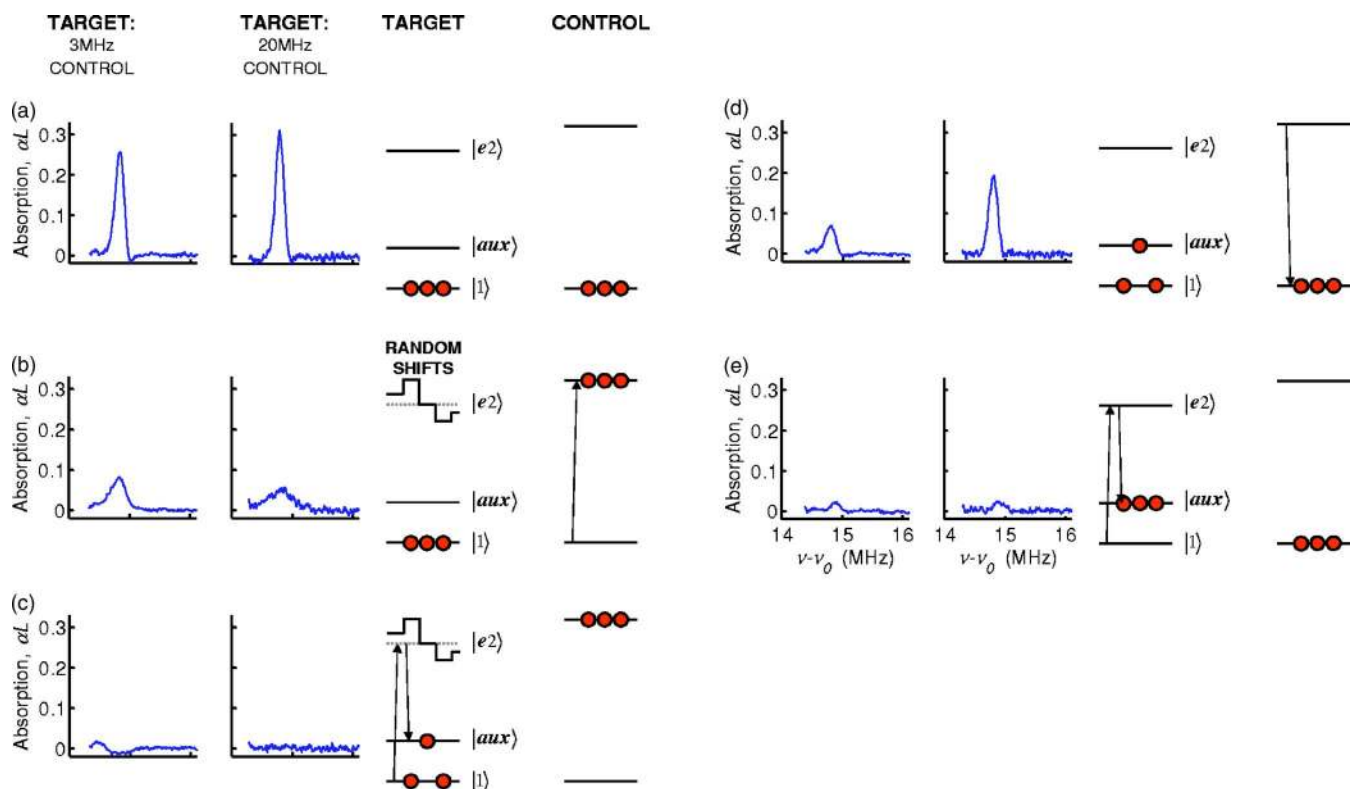 TARGET: TARGET: TARGET CONTROL
3MHz 20MHz
CONTROL CONTROL
(a)
Absorption, αL
0.3
0.2
0.1
0
|e2⟩
|aux⟩
|1⟩
(b)
Absorption, αL
0.3
0.2
0.1
0
RANDOM
SHIFTS
|e2⟩
|aux⟩
|1⟩
(c)
Absorption, αL
0.3
0.2
0.1
0
|e2⟩
|aux⟩
|1⟩
(d)
Absorption, αL
0.3
0.2
0.1
0
|e2⟩
|aux⟩
|1⟩
(e)
Absorption, αL
0.3
0.2
0.1
0
14 15 16 14 15 16
ν-ν0 (MHz) ν-ν0 (MHz)
|e2⟩
|aux⟩
|1⟩